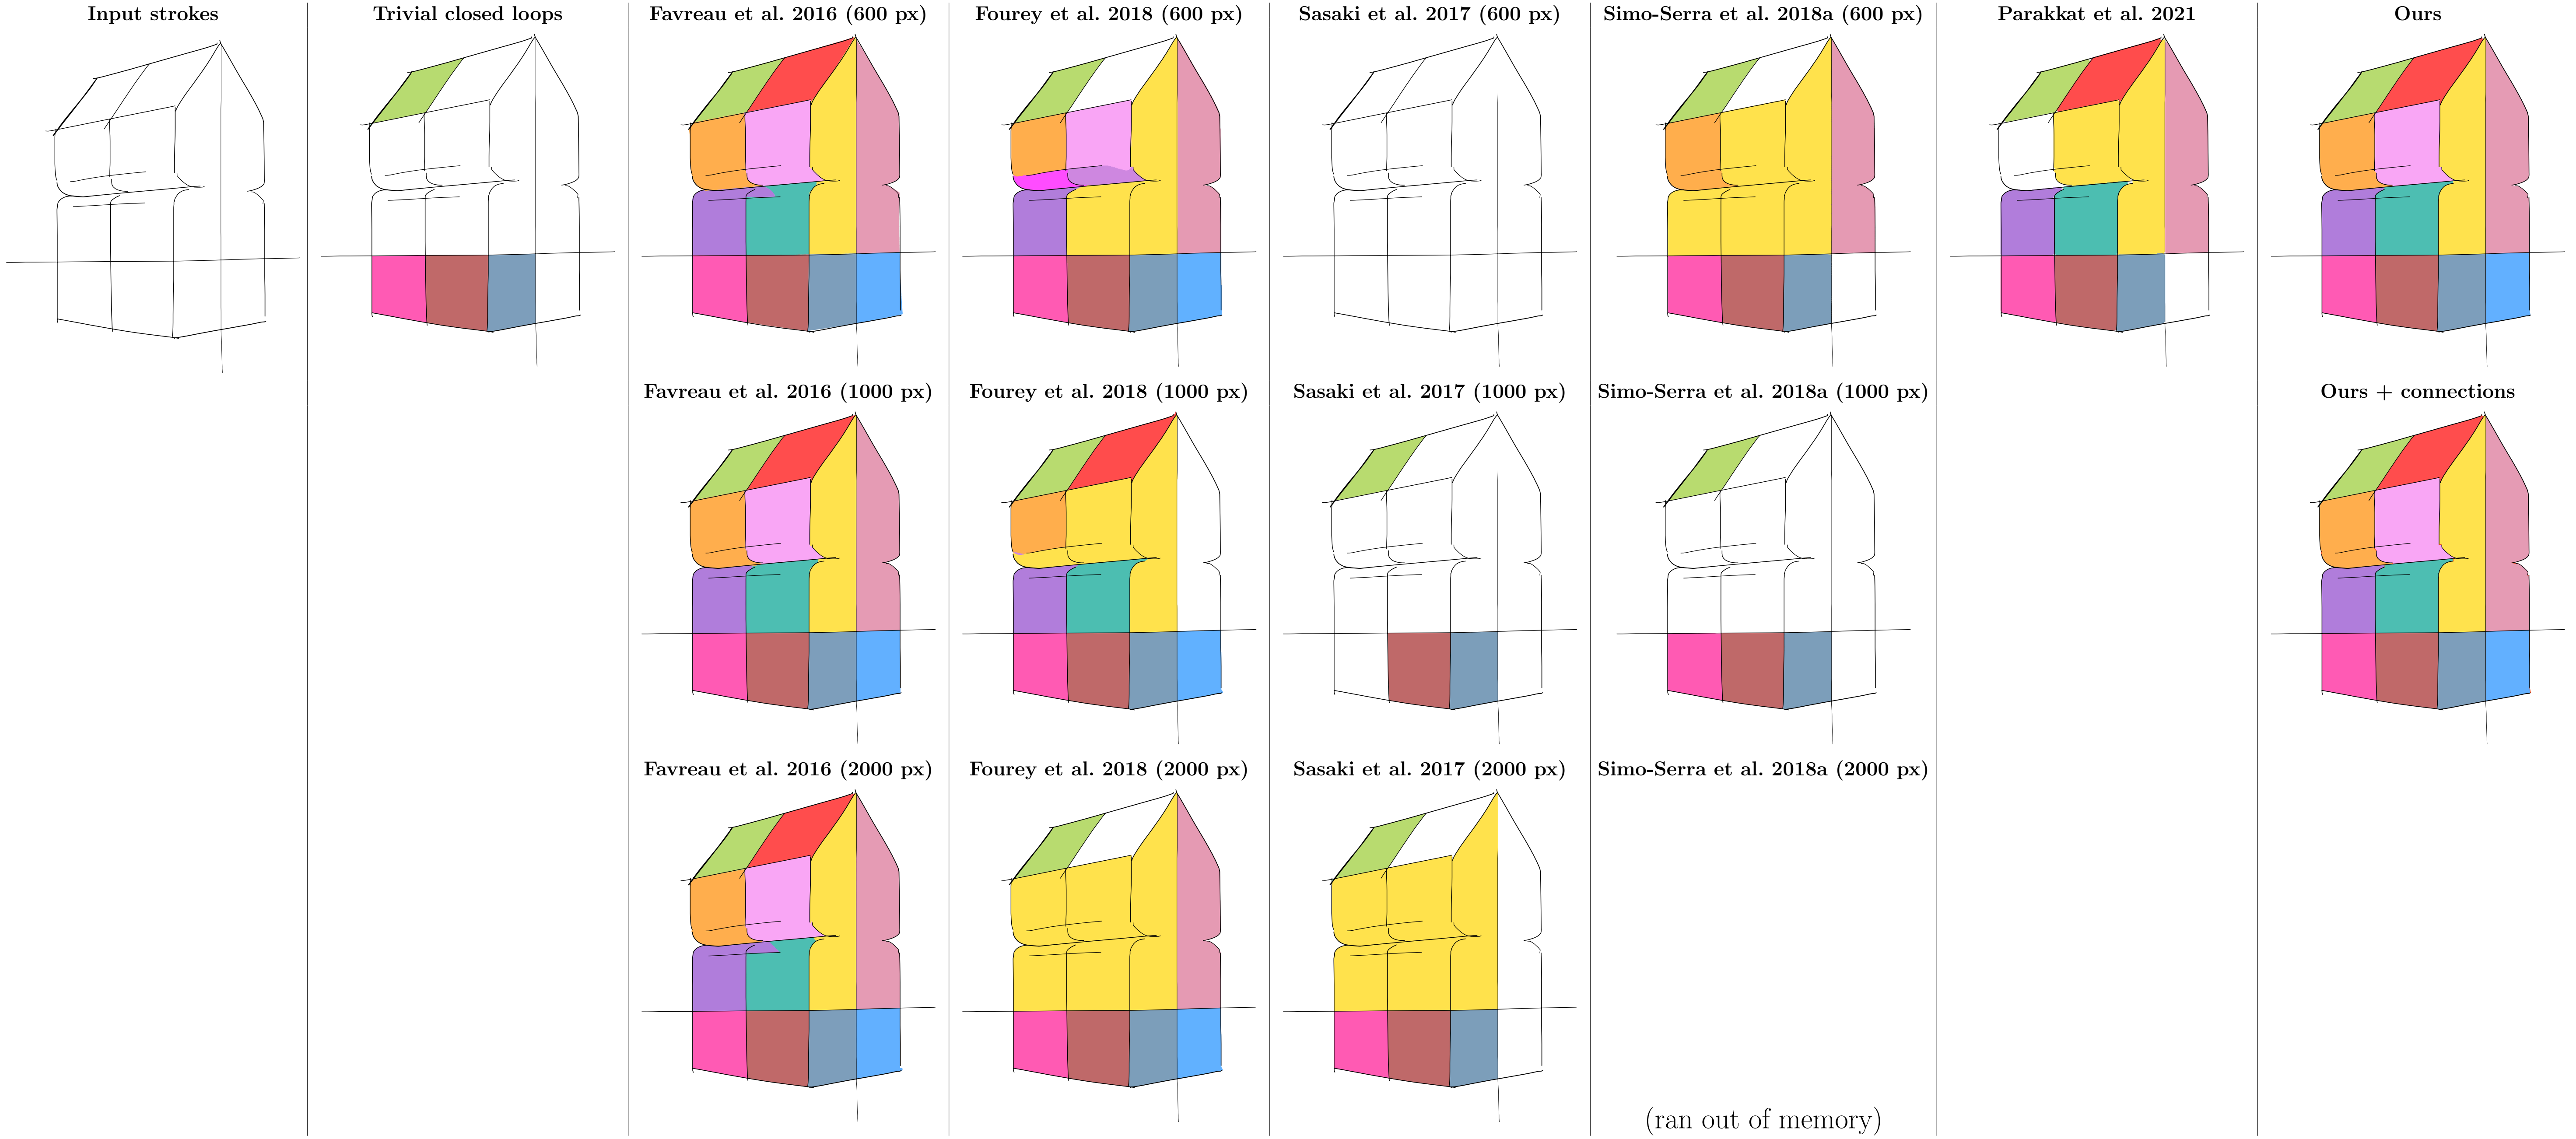 Input strokes
Trivial closed loops
Favreau et al. 2016 (600 px)
Fourey et al. 2018 (600 px)
Sasaki et al. 2017 (600 px)
Simo-Serra et al. 2018a (600 px)
Parakkat et al. 2021
Ours
Favreau et al. 2016 (1000 px)
Fourey et al. 2018 (1000 px)
Sasaki et al. 2017 (1000 px)
Simo-Serra et al. 2018a (1000 px)
Ours + connections
Favreau et al. 2016 (2000 px)
Fourey et al. 2018 (2000 px)
Sasaki et al. 2017 (2000 px)
Simo-Serra et al. 2018a (2000 px)
(ran out of memory)